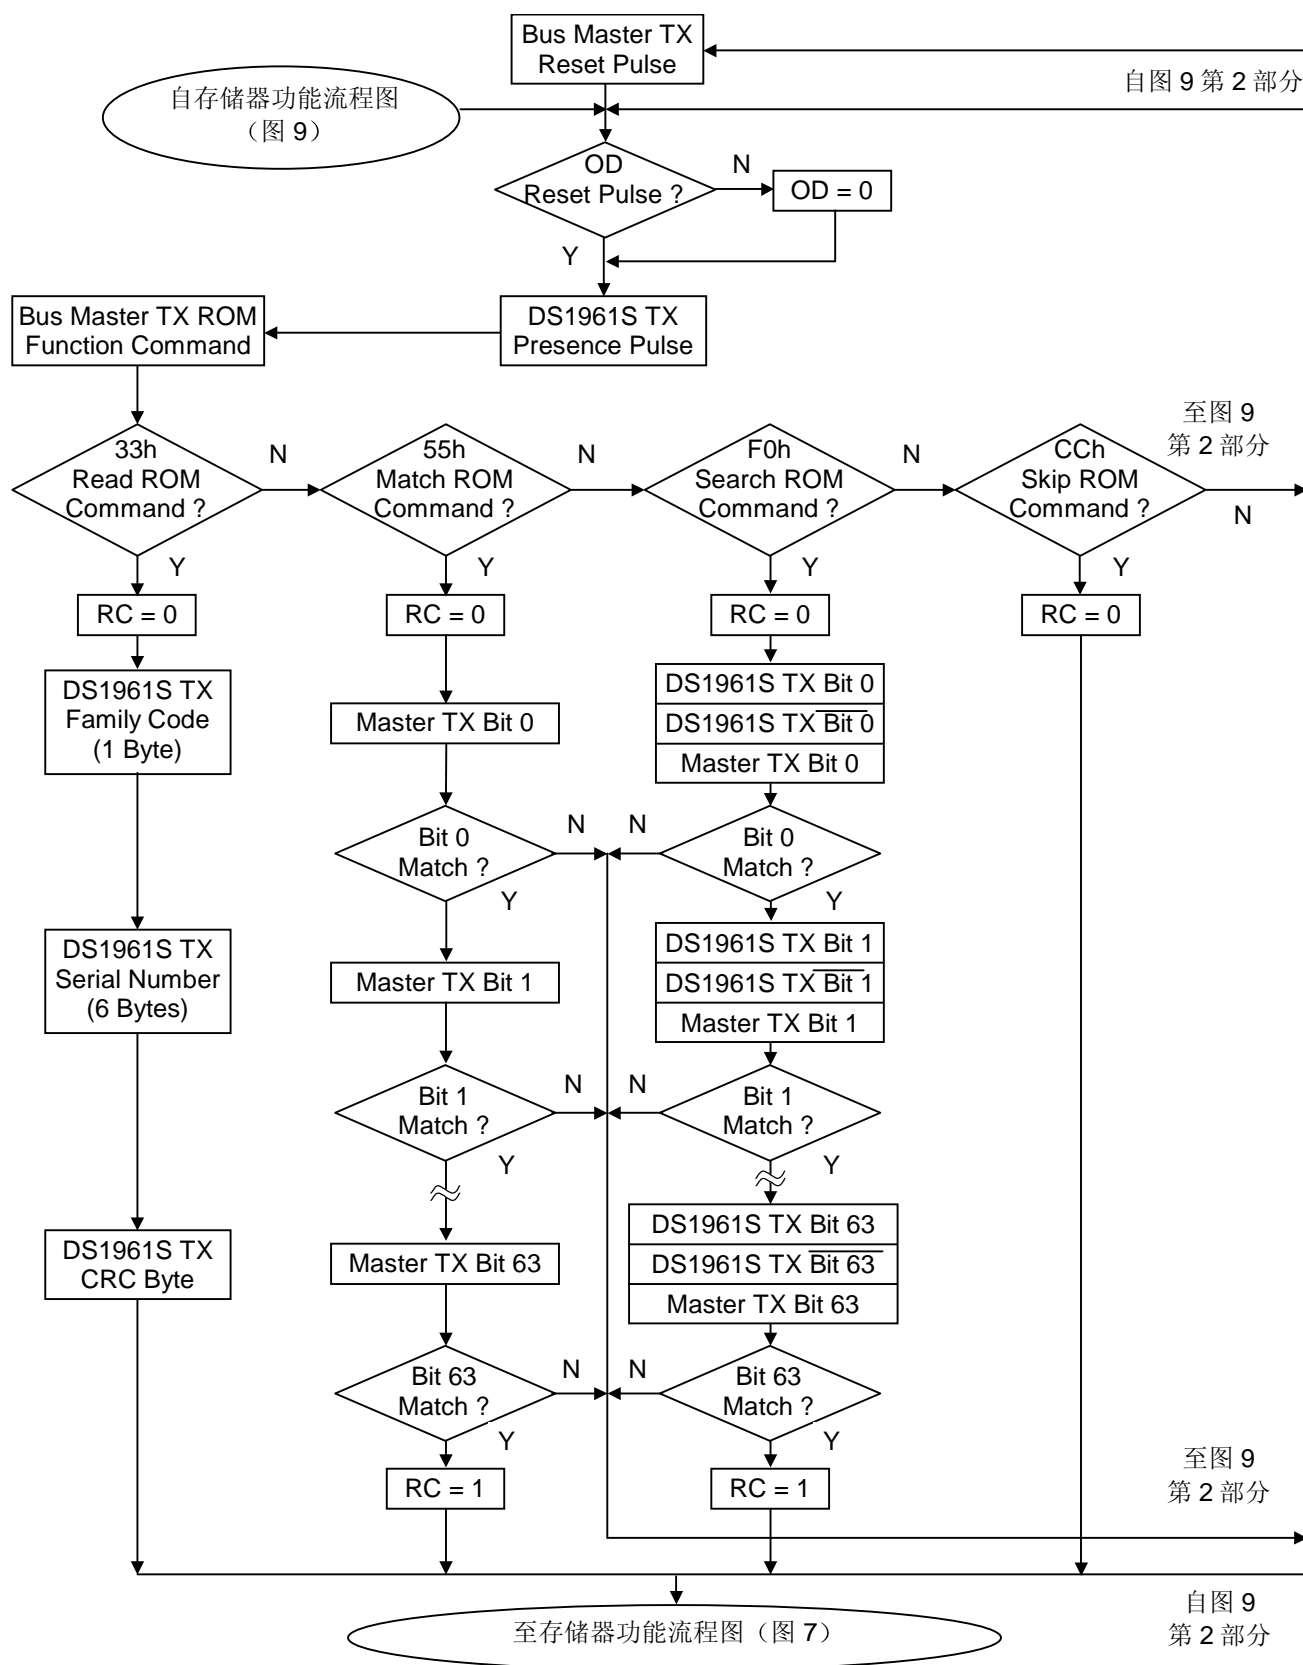 Bus Master TX
Reset Pulse
自图 9 第 2 部分
自存储器功能流程图
（图 9）
OD
Reset Pulse ?
N
OD = 0
Y
Bus Master TX ROM
Function Command
DS1961S TX
Presence Pulse
至图 9
第 2 部分
33h
Read ROM
Command ?
N
55h
Match ROM
Command ?
N
F0h
Search ROM
Command ?
N
CCh
Skip ROM
Command ?
N
Y
Y
Y
Y
RC = 0
RC = 0
RC = 0
RC = 0
DS1961S TX
Family Code
(1 Byte)
Master TX Bit 0
DS1961S TX Bit 0
DS1961S TX B̅i̅t̅ ̅0̅
Master TX Bit 0
Bit 0
Match ?
N
N
Bit 0
Match ?
Y
Y
DS1961S TX
Serial Number
(6 Bytes)
Master TX Bit 1
DS1961S TX Bit 1
DS1961S TX B̅i̅t̅ ̅1̅
Master TX Bit 1
Bit 1
Match ?
N
N
Bit 1
Match ?
Y
Y
DS1961S TX
CRC Byte
Master TX Bit 63
DS1961S TX Bit 63
DS1961S TX B̅i̅t̅ ̅6̅3̅
Master TX Bit 63
Bit 63
Match ?
N
N
Bit 63
Match ?
Y
Y
RC = 1
RC = 1
至图 9
第 2 部分
自图 9
第 2 部分
至存储器功能流程图（图 7）